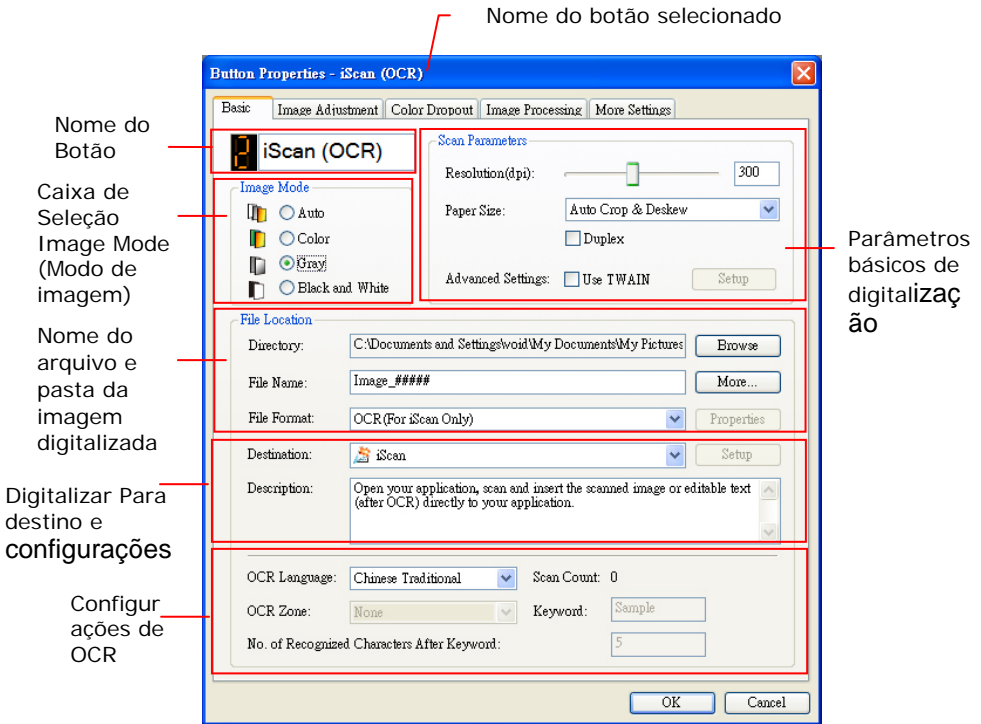 Nome do botão selecionado
Button Properties - iScan (OCR)
Basic Image Adjustment Color Dropout Image Processing More Settings
Nome do
Botão
2 iScan (OCR)
Scan Parameters
Resolution(dpi): 300
Paper Size: Auto Crop & Deskew
Duplex
Advanced Settings: Use TWAIN Setup
Caixa de
Seleção
Image Mode
(Modo de
imagem)
Image Mode
Auto
Color
Gray
Black and White
Parâmetros
básicos de
digitalizaç
ão
Nome do
arquivo e
pasta da
imagem
digitalizada
File Location
Directory: C:\Documents and Settings\void\My Documents\My Pictures Browse
File Name: Image_##### More...
File Format: OCR(For iScan Only) Properties
Digitalizar Para
destino e
configurações
Destination: iScan Setup
Description: Open your application, scan and insert the scanned image or editable text
(after OCR) directly to your application.
Configur
ações de
OCR
OCR Language: Chinese Traditional Scan Count: 0
OCR Zone: None Keyword: Sample
No. of Recognized Characters After Keyword: 5
OK Cancel